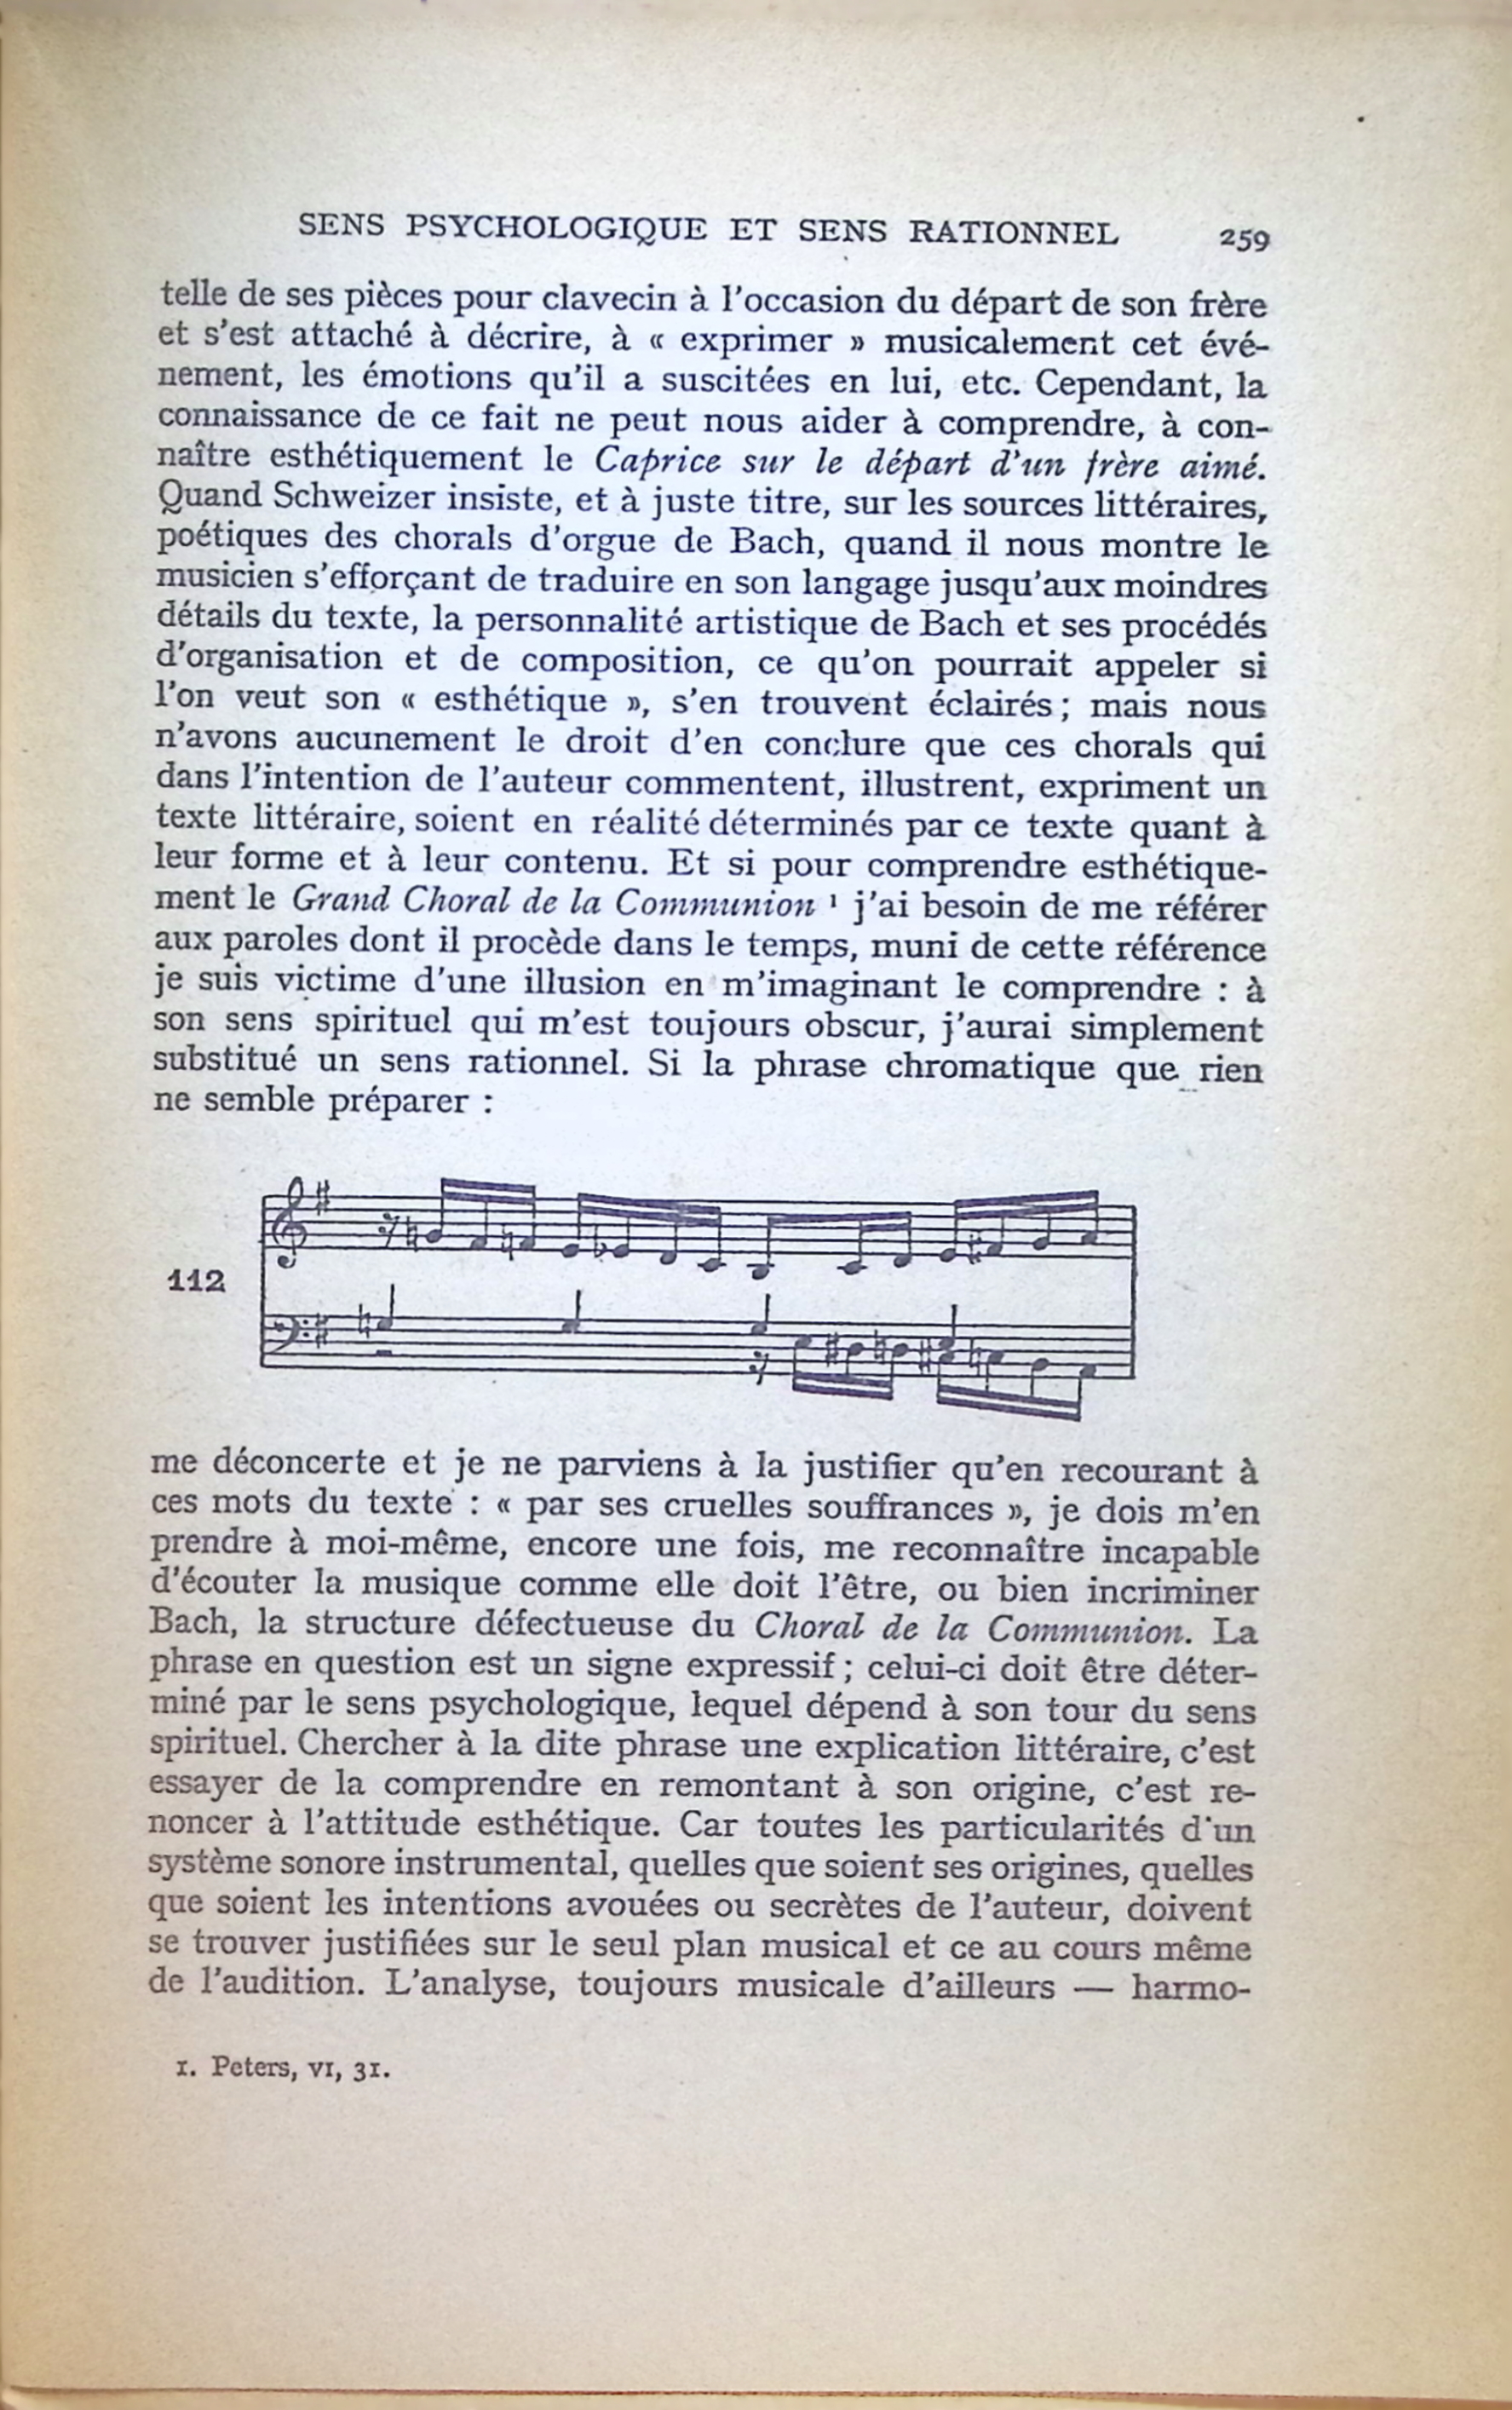 SENS PSYCHOLOGIQUE ET SENS RATIONNEL 259
telle de ses pièces pour clavecin à l'occasion du départ de son frère
et s'est attaché à décrire, à « exprimer » musicalement cet évé-
nement, les émotions qu'il a suscitées en lui, etc. Cependant, la
connaissance de ce fait ne peut nous aider à comprendre, à con-
naître esthétiquement le Caprice sur le départ d'un frère aimé.
Quand Schweizer insiste, et à juste titre, sur les sources littéraires,
poétiques des chorals d'orgue de Bach, quand il nous montre le
musicien s'efforçant de traduire en son langage jusqu'aux moindres
détails du texte, la personnalité artistique de Bach et ses procédés
d'organisation et de composition, ce qu'on pourrait appeler si
l'on veut son « esthétique », s'en trouvent éclairés ; mais nous
n'avons aucunement le droit d'en conclure que ces chorals qui
dans l'intention de l'auteur commentent, illustrent, expriment un
texte littéraire, soient en réalité déterminés par ce texte quant à
leur forme et à leur contenu. Et si pour comprendre esthétique-
ment le Grand Choral de la Communion ¹ j'ai besoin de me référer
aux paroles dont il procède dans le temps, muni de cette référence
je suis victime d'une illusion en m'imaginant le comprendre : à
son sens spirituel qui m'est toujours obscur, j'aurai simplement
substitué un sens rationnel. Si la phrase chromatique que rien
ne semble préparer :
112
me déconcerte et je ne parviens à la justifier qu'en recourant à
ces mots du texte : « par ses cruelles souffrances », je dois m'en
prendre à moi-même, encore une fois, me reconnaître incapable
d'écouter la musique comme elle doit l'être, ou bien incriminer
Bach, la structure défectueuse du Choral de la Communion. La
phrase en question est un signe expressif ; celui-ci doit être déter-
miné par le sens psychologique, lequel dépend à son tour du sens
spirituel. Chercher à la dite phrase une explication littéraire, c'est
essayer de la comprendre en remontant à son origine, c'est re-
noncer à l'attitude esthétique. Car toutes les particularités d'un
système sonore instrumental, quelles que soient ses origines, quelles
que soient les intentions avouées ou secrètes de l'auteur, doivent
se trouver justifiées sur le seul plan musical et ce au cours même
de l'audition. L'analyse, toujours musicale d'ailleurs — harmo-
1. Peters, VI, 31.